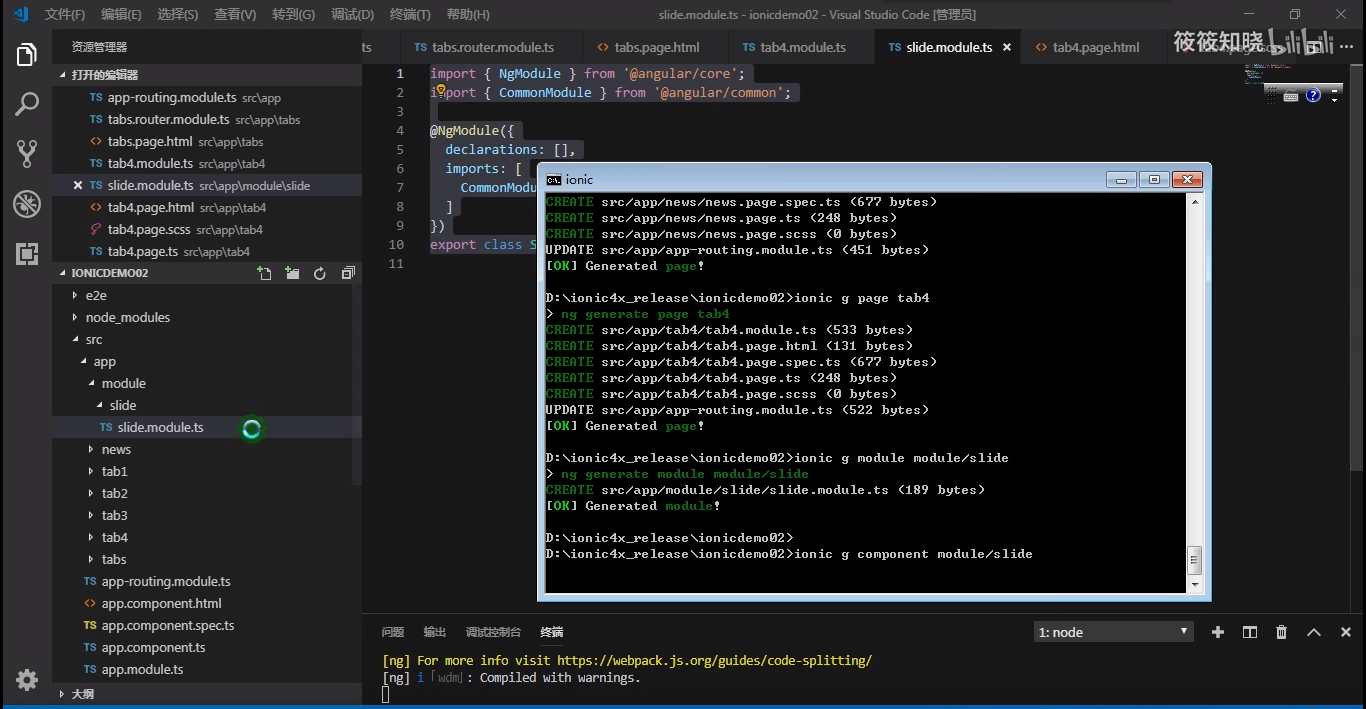 文件(F) 编辑(E) 选择(S) 查看(V) 转到(G) 调试(D) 终端(T) 帮助(H) slide.module.ts - ionicdemo02 - Visual Studio Code [管理员]
资源管理器
ts TS tabs.router.module.ts <> tabs.page.html TS tab4.module.ts TS slide.module.ts × <> tab4.page.html
筱筱知晓 bilibili
打开的编辑器
TS app-routing.module.ts src\app
TS tabs.router.module.ts src\app\tabs
<> tabs.page.html src\app\tabs
TS tab4.module.ts src\app\tab4
× TS slide.module.ts src\app\module\slide
<> tab4.page.html src\app\tab4
tab4.page.scss src\app\tab4
TS tab4.page.ts src\app\tab4
IONICDEMO02
e2e
node_modules
src
app
module
slide
TS slide.module.ts
news
tab1
tab2
tab3
tab4
tabs
TS app-routing.module.ts
<> app.component.html
TS app.component.spec.ts
TS app.component.ts
TS app.module.ts
大纲
1 import { NgModule } from '@angular/core';
2 import { CommonModule } from '@angular/common';
3
4 @NgModule({
5 declarations: [],
6 imports: [
7 CommonModu
8 ]
9 })
10 export class S
11
ionic
CREATE src/app/news/news.page.spec.ts (677 bytes)
CREATE src/app/news/news.page.ts (248 bytes)
CREATE src/app/news/news.page.scss (0 bytes)
UPDATE src/app/app-routing.module.ts (451 bytes)
[OK] Generated page!
D:\ionic4x_release\ionicdemo02>ionic g page tab4
> ng generate page tab4
CREATE src/app/tab4/tab4.module.ts (533 bytes)
CREATE src/app/tab4/tab4.page.html (131 bytes)
CREATE src/app/tab4/tab4.page.spec.ts (677 bytes)
CREATE src/app/tab4/tab4.page.ts (248 bytes)
CREATE src/app/tab4/tab4.page.scss (0 bytes)
UPDATE src/app/app-routing.module.ts (522 bytes)
[OK] Generated page!
D:\ionic4x_release\ionicdemo02>ionic g module module/slide
> ng generate module module/slide
CREATE src/app/module/slide/slide.module.ts (189 bytes)
[OK] Generated module!
D:\ionic4x_release\ionicdemo02>
D:\ionic4x_release\ionicdemo02>ionic g component module/slide
问题 输出 调试控制台 终端 1: node
[ng] For more info visit https://webpack.js.org/guides/code-splitting/
[ng] i ｢wdm｣: Compiled with warnings.